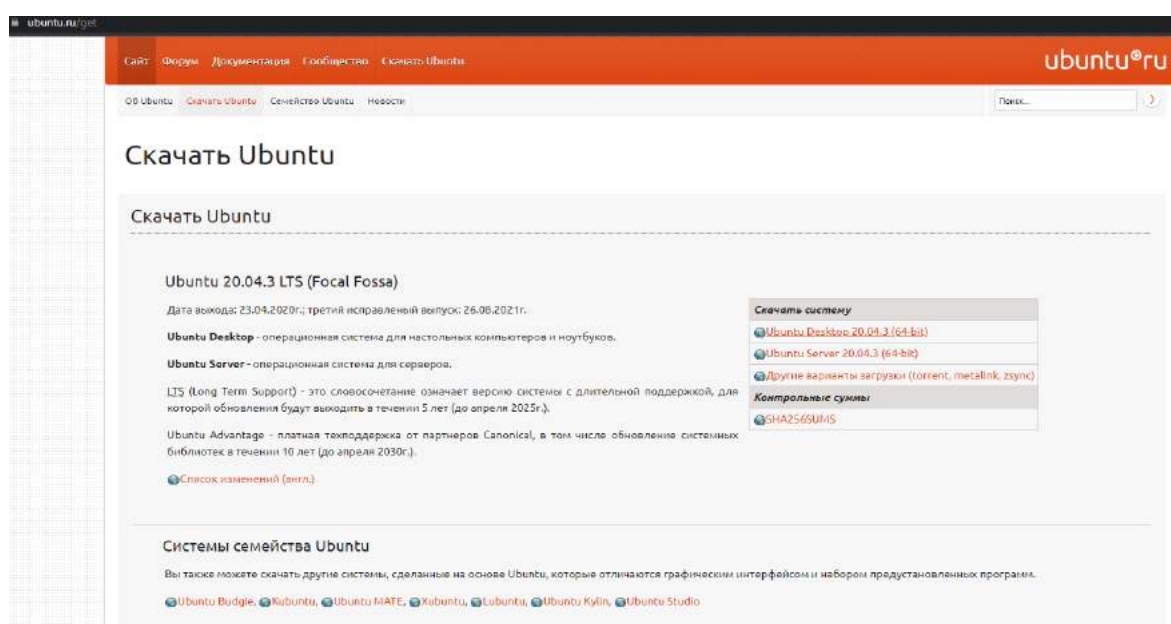 ubuntu.ru/get
Сайт Форум Документация Сообщество Скачать Ubuntu
ubuntu®ru
Об Ubuntu Скачать Ubuntu Семейство Ubuntu Новости
Поиск...
Скачать Ubuntu
Скачать Ubuntu
Ubuntu 20.04.3 LTS (Focal Fossa)
Дата выхода: 23.04.2020г.; третий исправленый выпуск: 26.08.2021г.
Ubuntu Desktop - операционная система для настольных компьютеров и ноутбуков.
Ubuntu Server - операционная система для серверов.
LTS (Long Term Support) - это словосочетание означает версию системы с длительной поддержкой, для
которой обновления будут выходить в течении 5 лет (до апреля 2025г.).
Ubuntu Advantage - платная техподдержка от партнеров Canonical, в том числе обновление системных
библиотек в течении 10 лет (до апреля 2030г.).
Список изменений (англ.)
Скачать систему
Ubuntu Desktop 20.04.3 (64-bit)
Ubuntu Server 20.04.3 (64-bit)
Другие варианты загрузки (torrent, metalink, zsync)
Контрольные суммы
SHA256SUMS
Системы семейства Ubuntu
Вы также можете скачать другие системы, сделанные на основе Ubuntu, которые отличаются графическим интерфейсом и набором предустановленных программ.
Ubuntu Budgie, Kubuntu, Ubuntu MATE, Xubuntu, Lubuntu, Ubuntu Kylin, Ubuntu Studio